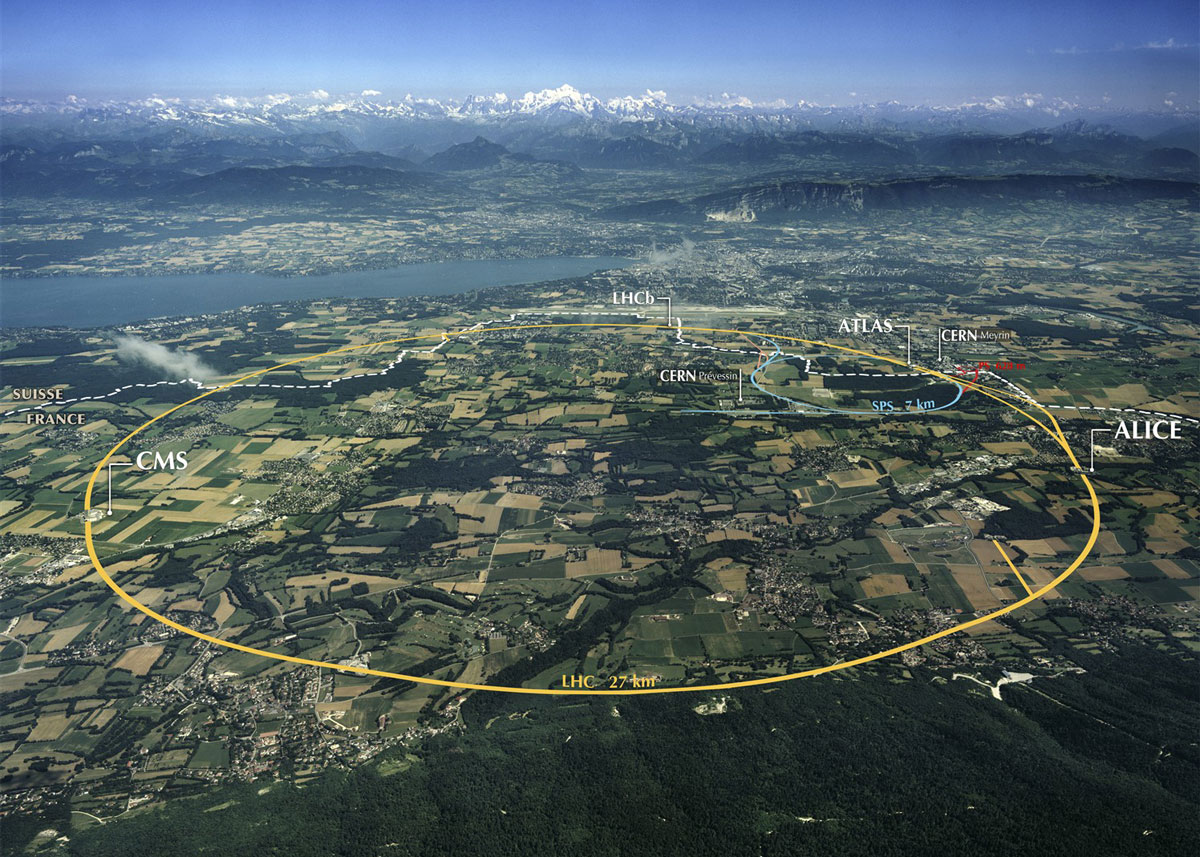 LHCb
ATLAS
CERN Meyrin
CERN Prévessin
SPS 7 km
SUISSE
FRANCE
ALICE
CMS
LHC 27 km